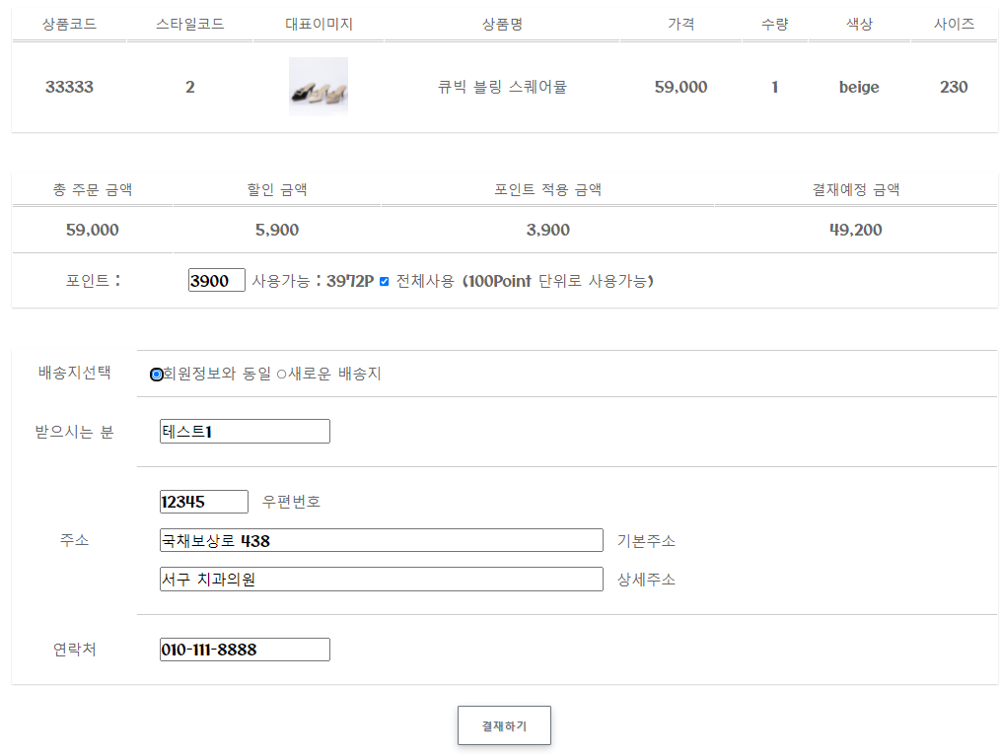 상품코드 스타일코드 대표이미지 상품명 가격 수량 색상 사이즈
33333 2 큐빅 블링 스퀘어뮬 59,000 1 beige 230
총 주문 금액 할인 금액 포인트 적용 금액 결재예정 금액
59,000 5,900 3,900 49,200
포인트 : 3900 사용가능 : 3972P 전체사용 (100Point 단위로 사용가능)
배송지선택 회원정보와 동일 새로운 배송지
받으시는 분 테스트1
12345 우편번호
주소 국채보상로 438 기본주소
서구 치과의원 상세주소
연락처 010-111-8888
결재하기